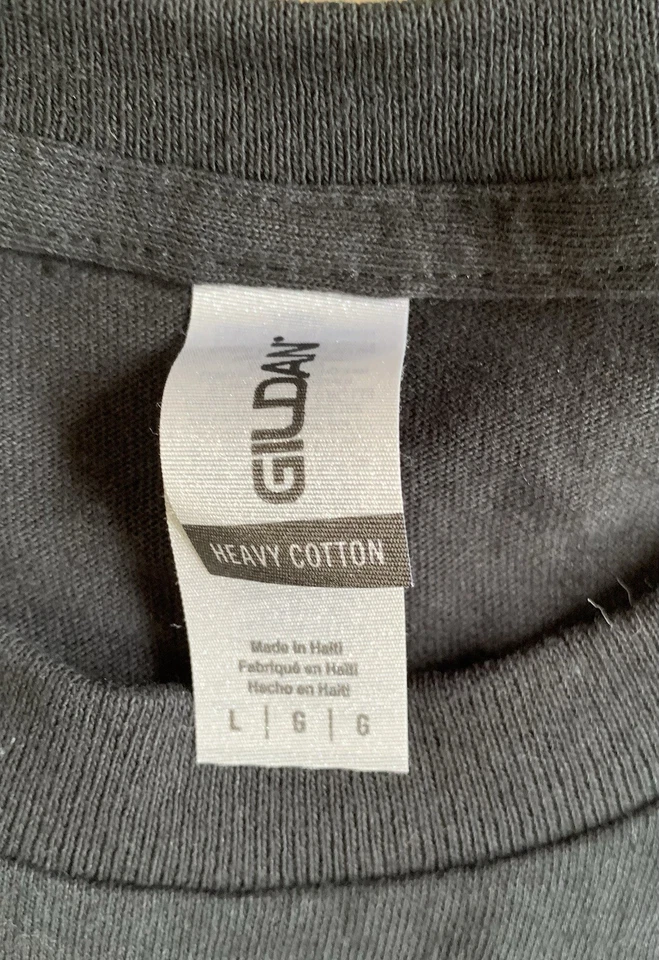 GILDAN®
HEAVY COTTON
Made in Haiti
Fabriqué en Haïti
Hecho en Haití
L | G | G